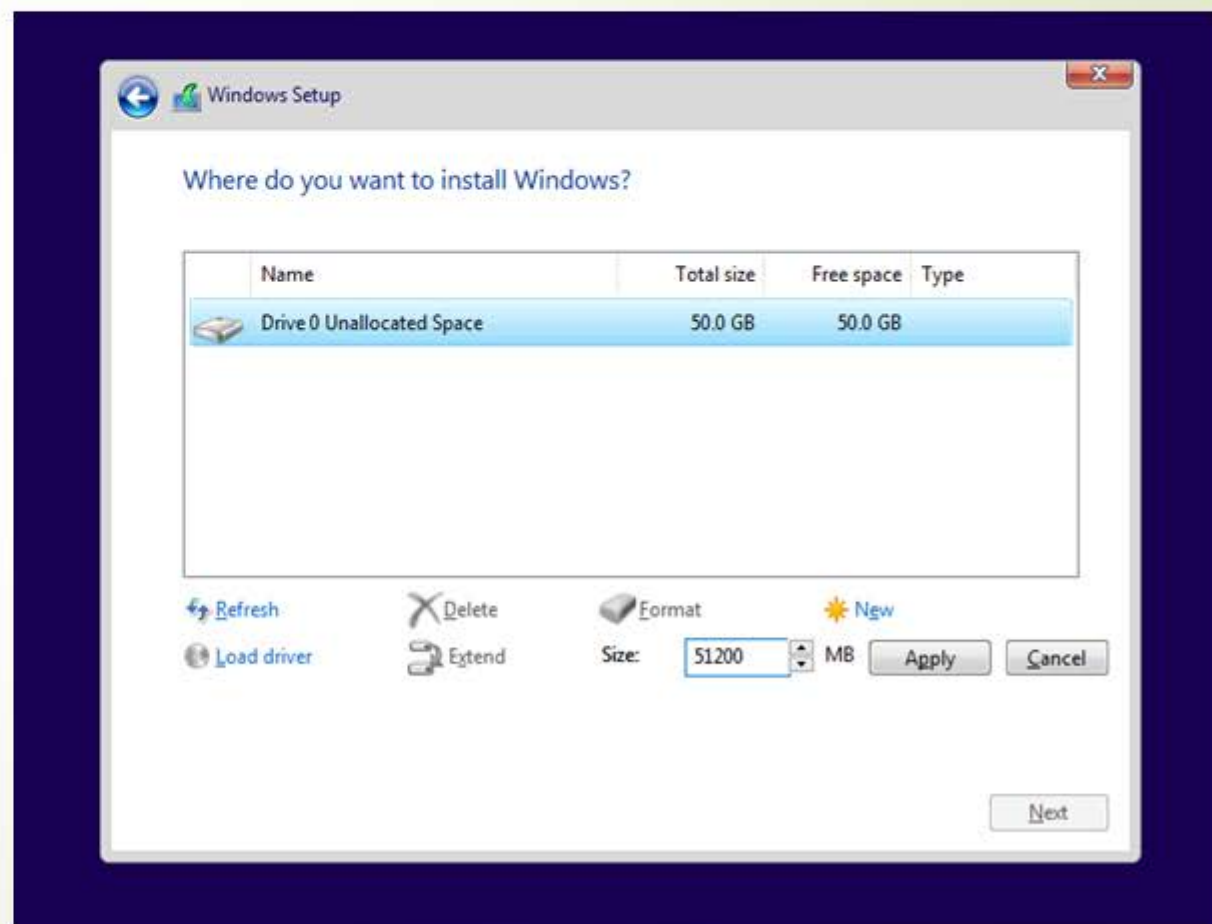 Windows Setup
Where do you want to install Windows?
Name Total size Free space Type
Drive 0 Unallocated Space 50.0 GB 50.0 GB
Refresh Delete Format New
Load driver Extend Size: 51200 MB Apply Cancel
Next